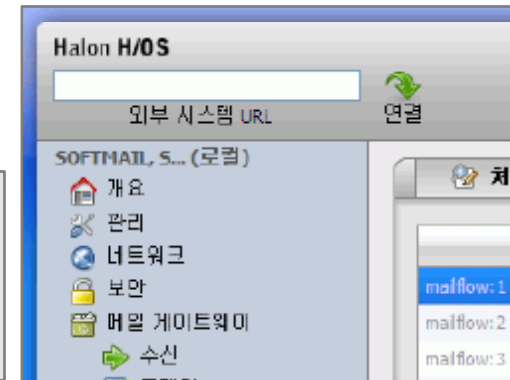 Halon H/OS
외부 시스템 URL
연결
SOFTMAIL, S... (로컬)
개요
관리
네트워크
보안
메일 게이트웨이
수신
mailflow:1
mailflow:2
mailflow:3